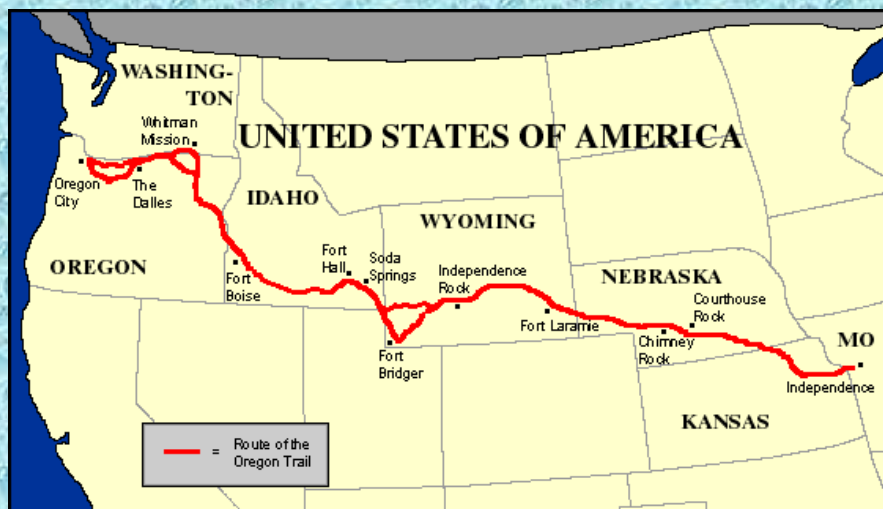 WASHING-
TON
Whitman
Mission
UNITED STATES OF AMERICA
Oregon
City
The
Dalles
IDAHO
WYOMING
OREGON
Fort
Boise
Fort
Hall
Soda
Springs
Independence
Rock
NEBRASKA
Courthouse
Rock
Fort Laramie
Chimney
Rock
MO
Fort
Bridger
Independence
KANSAS
= Route of the
Oregon Trail